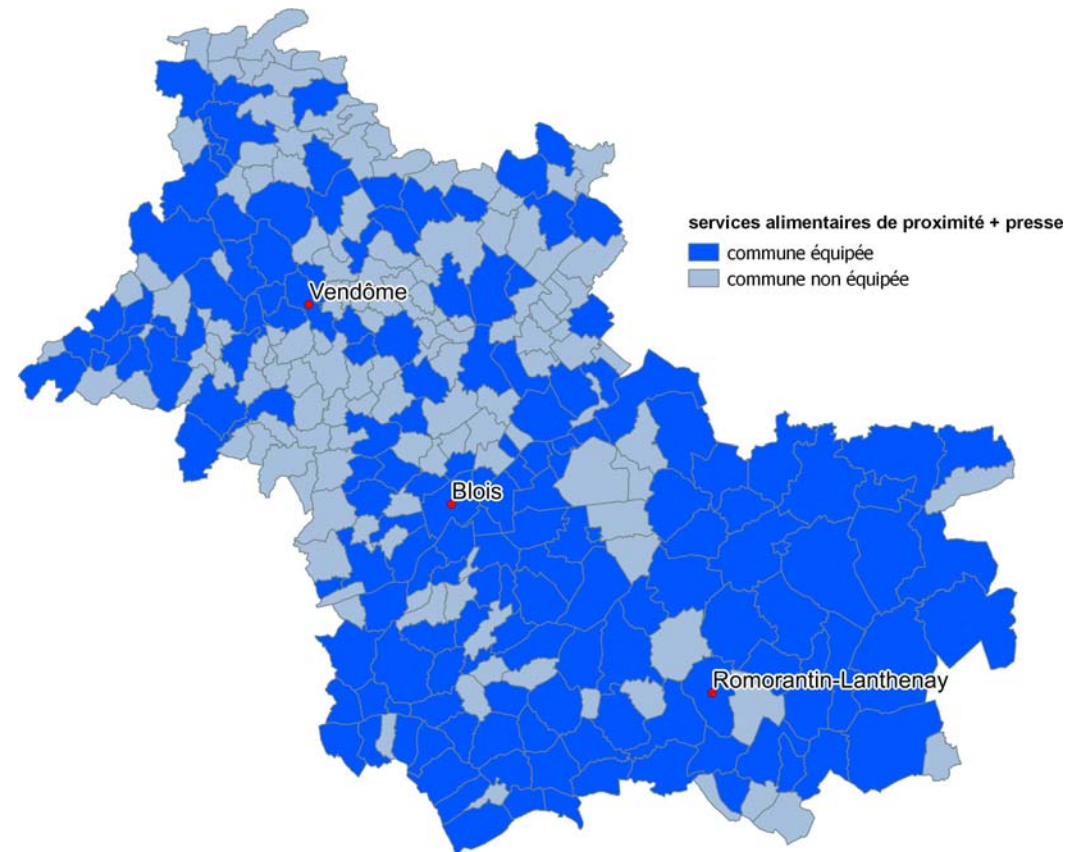 services alimentaires de proximité + presse
commune équipée
commune non équipée
Vendôme
Blois
Romorantin-Lanthenay